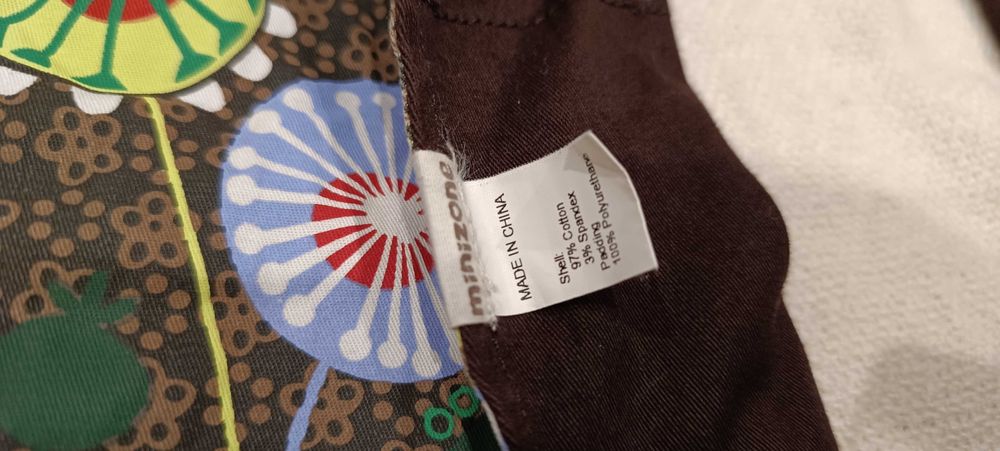 minizone
MADE IN CHINA
Shell:
97% Cotton
3% Spandex
Padding
100% Polyurethane